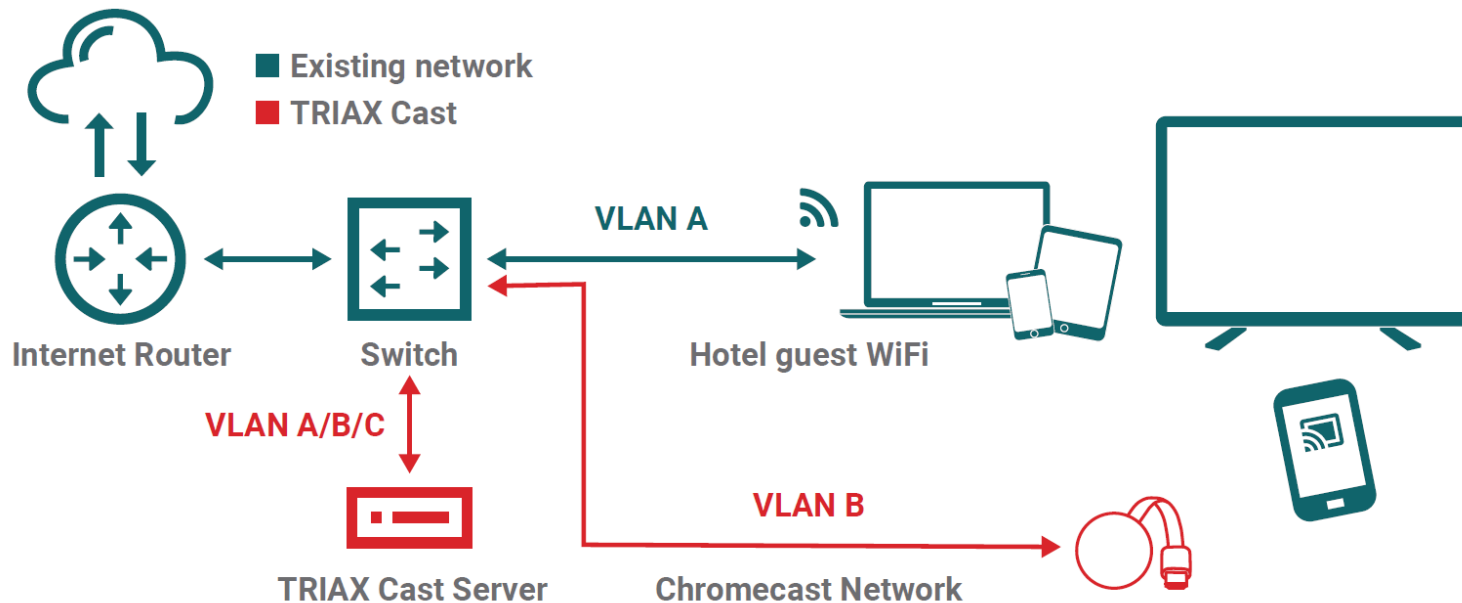 Existing network
TRIAX Cast
VLAN A
Internet Router
Switch
Hotel guest WiFi
VLAN A/B/C
VLAN B
TRIAX Cast Server
Chromecast Network